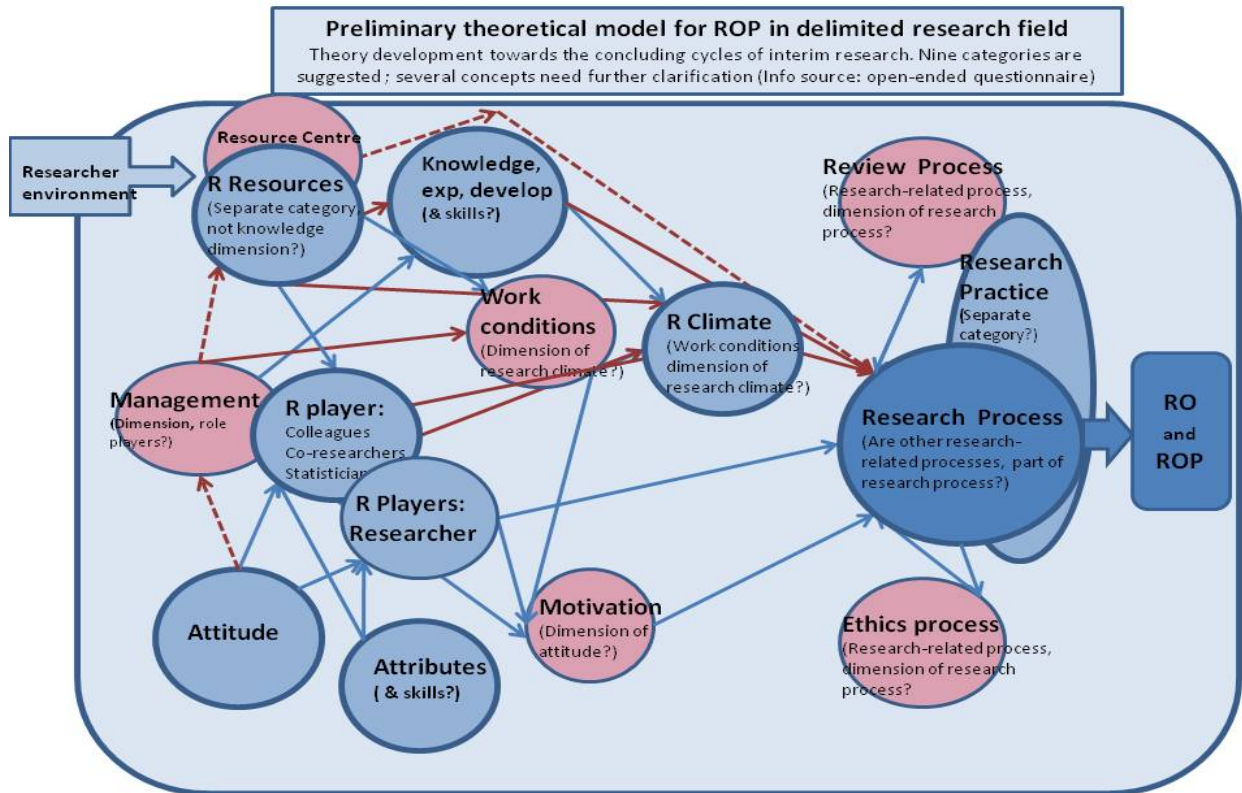 Preliminary theoretical model for ROP in delimited research field
Theory development towards the concluding cycles of interim research. Nine categories are
suggested ; several concepts need further clarification (Info source: open-ended questionnaire)
Researcher
environment
Resource Centre
R Resources
(Separate category,
not knowledge
dimension?)
Knowledge,
exp, develop
(& skills?)
Work
conditions
(Dimension of
research climate?)
R Climate
(Work conditions
dimension of
research climate?)
Review Process
(Research-related process,
dimension of research
process?
Research
Practice
(Separate
category?)
Management
(Dimension, role
players?)
R player:
Colleagues
Co-researchers
Statistician
R Players:
Researcher
Research Process
(Are other research-
related processes, part of
research process?)
RO
and
ROP
Attitude
Attributes
( & skills?)
Motivation
(Dimension of
attitude?)
Ethics process
(Research-related process,
dimension of research
process?